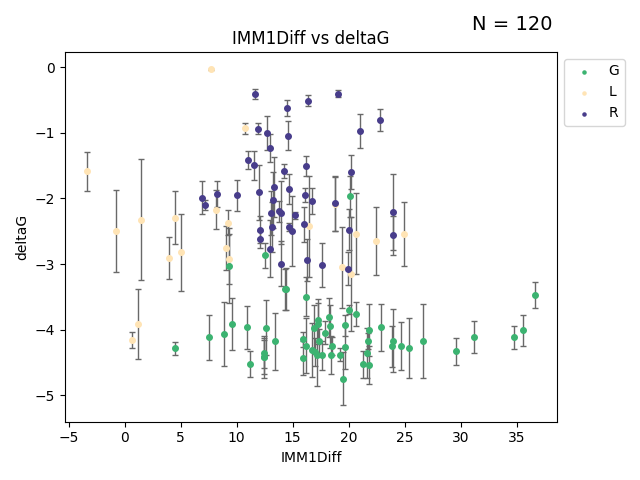 N = 120
IMM1Diff vs deltaG
G
L
R
deltaG
0
−1
−2
−3
−4
−5
−5 0 5 10 15 20 25 30 35
IMM1Diff